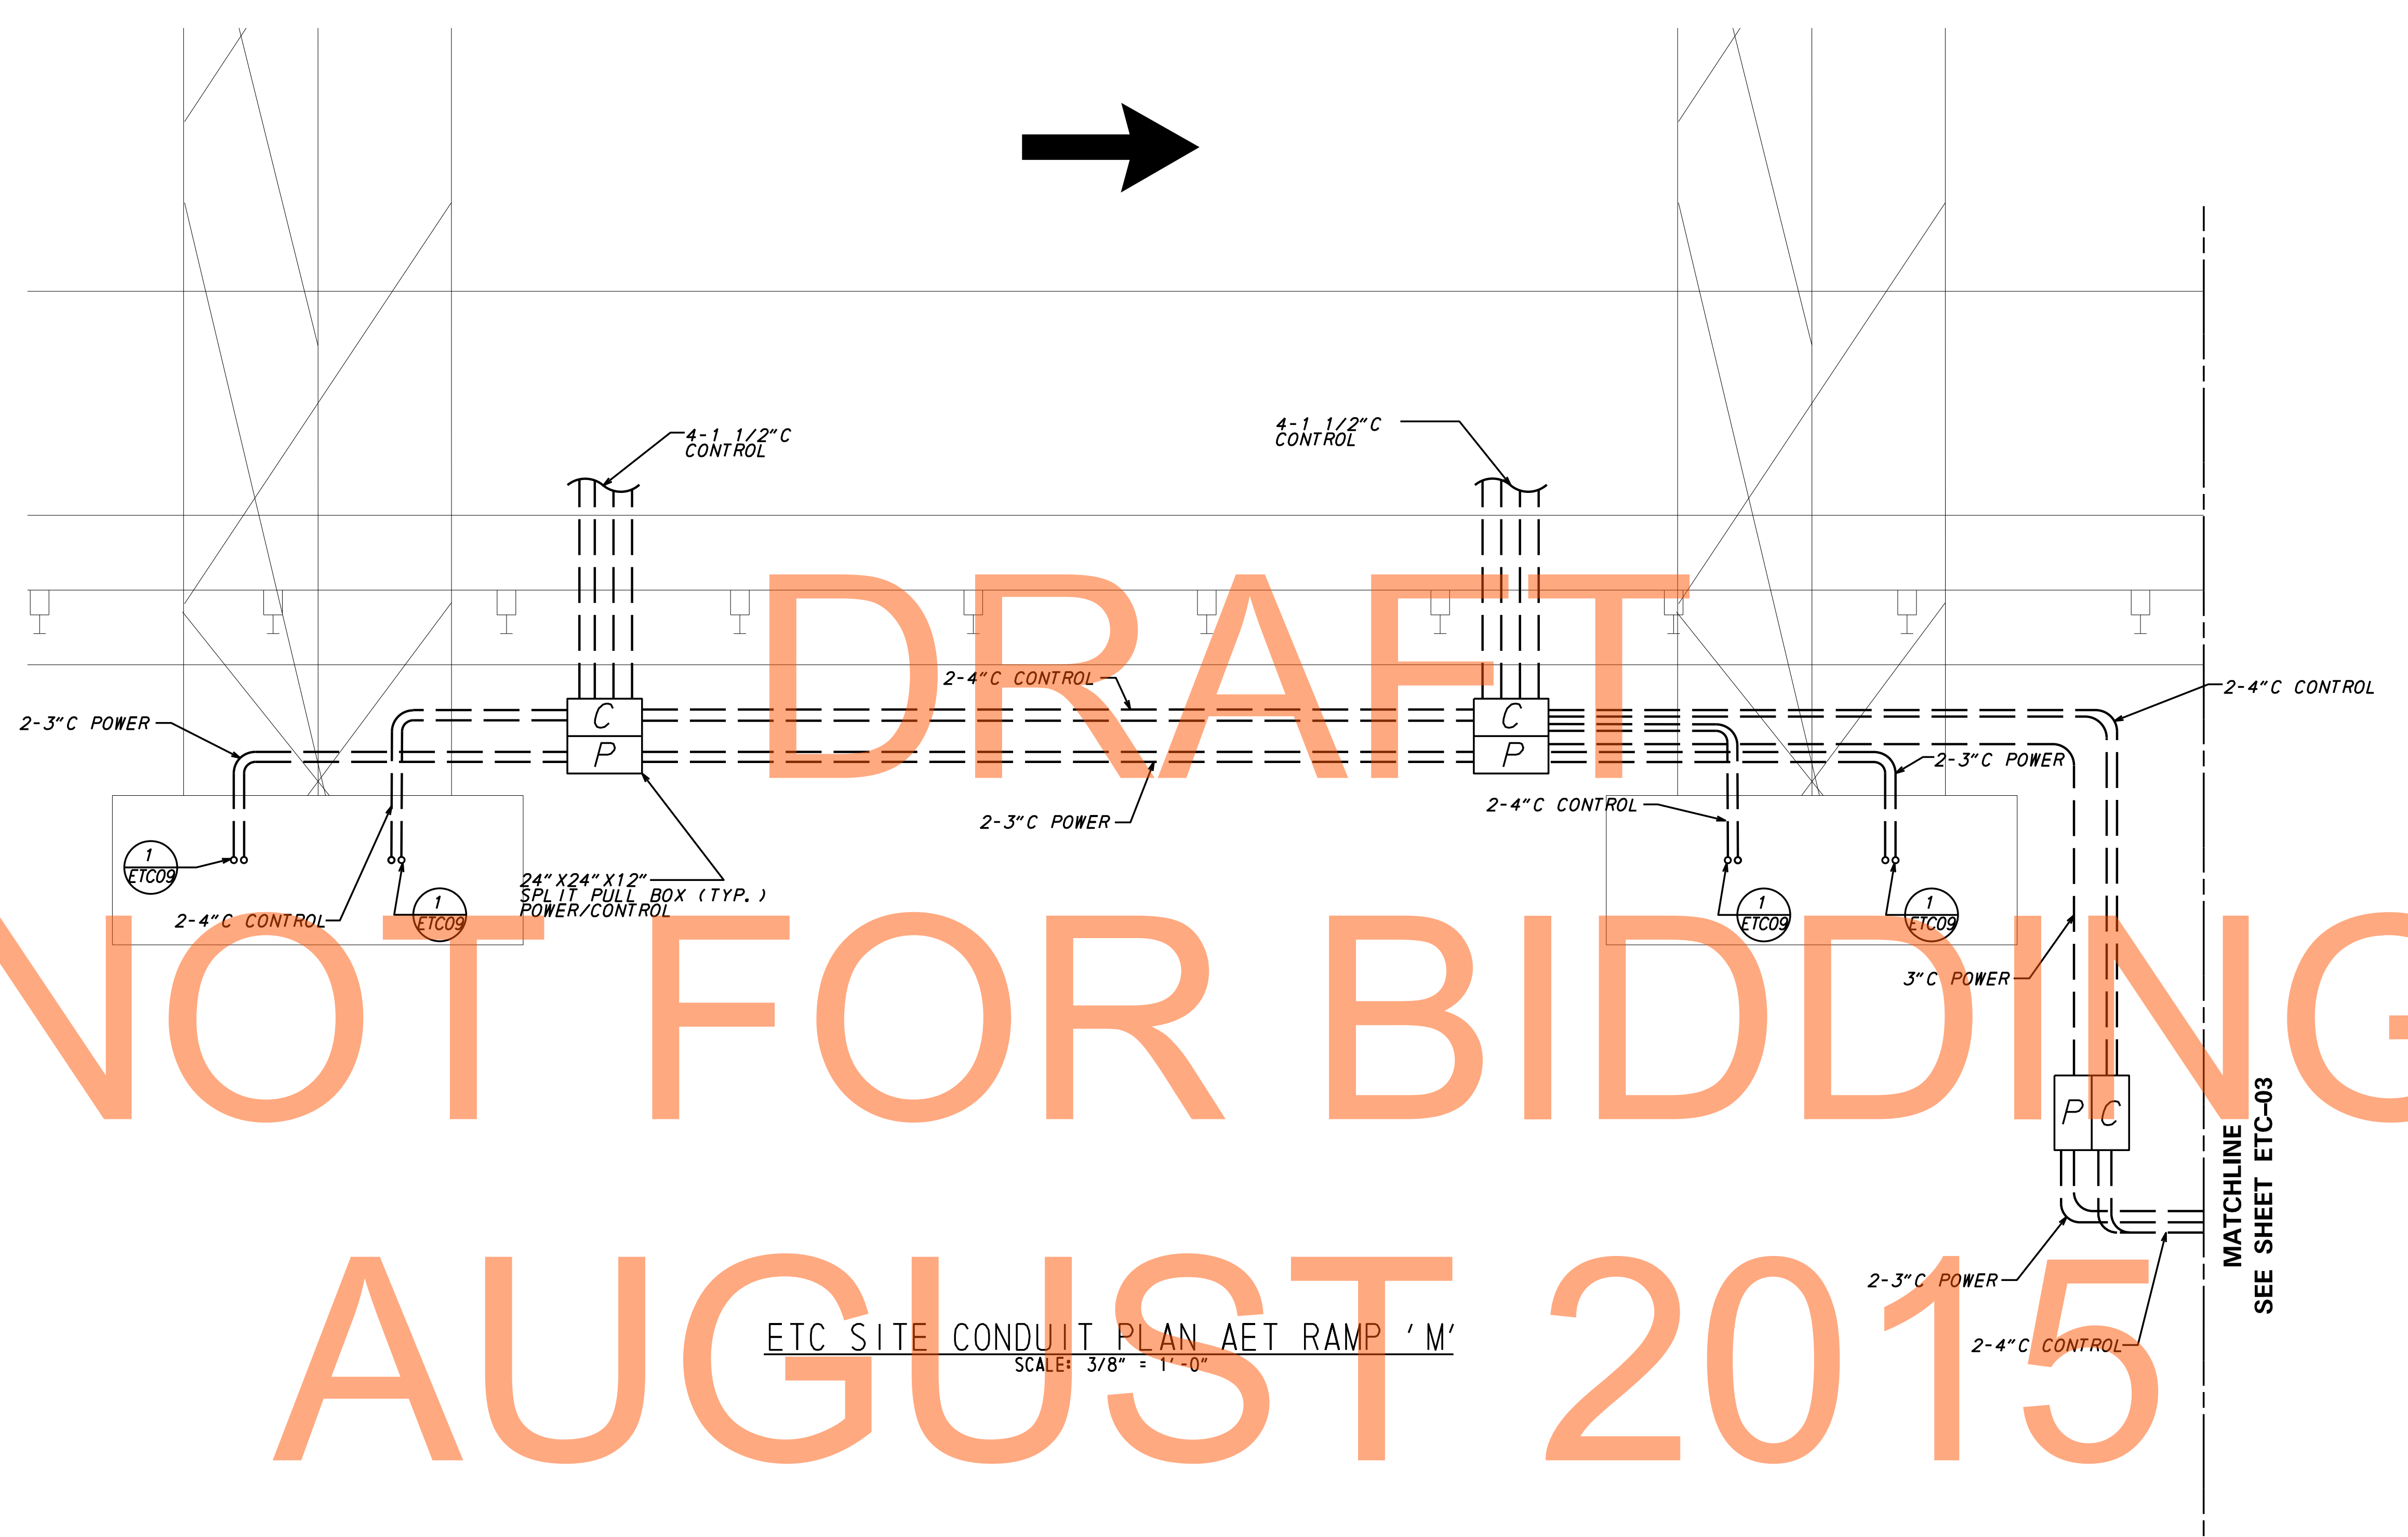 4-1 1/2"C
CONTROL
4-1 1/2"C
CONTROL
DRAFT
2-4"C CONTROL
2-4"C CONTROL
2-3"C POWER
C
P
C
P
2-3"C POWER
2-3"C POWER
2-4"C CONTROL
1
ETC09
24"X24"X12"
SPLIT PULL BOX (TYP.)
POWER/CONTROL
2-4"C CONTROL
1
ETC09
1
ETC09
1
ETC09
3"C POWER
NOT FOR BIDDING
P C
MATCHLINE
SEE SHEET ETC-03
2-3"C POWER
2-4"C CONTROL
ETC SITE CONDUIT PLAN AET RAMP 'M'
SCALE: 3/8" = 1'-0"
AUGUST 2015